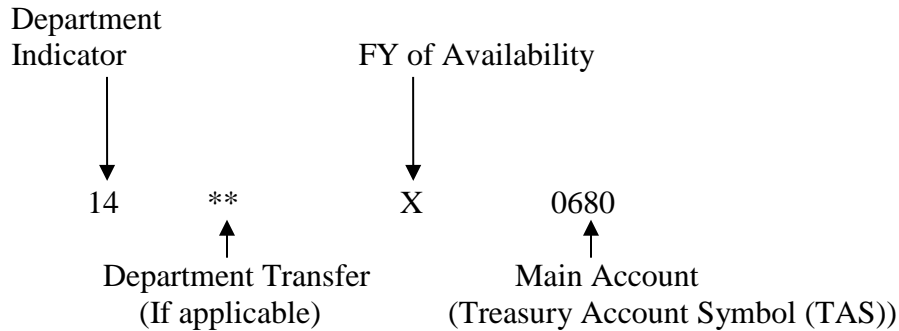 Department
Indicator FY of Availability
14 ** X 0680
Department Transfer Main Account
(If applicable) (Treasury Account Symbol (TAS))